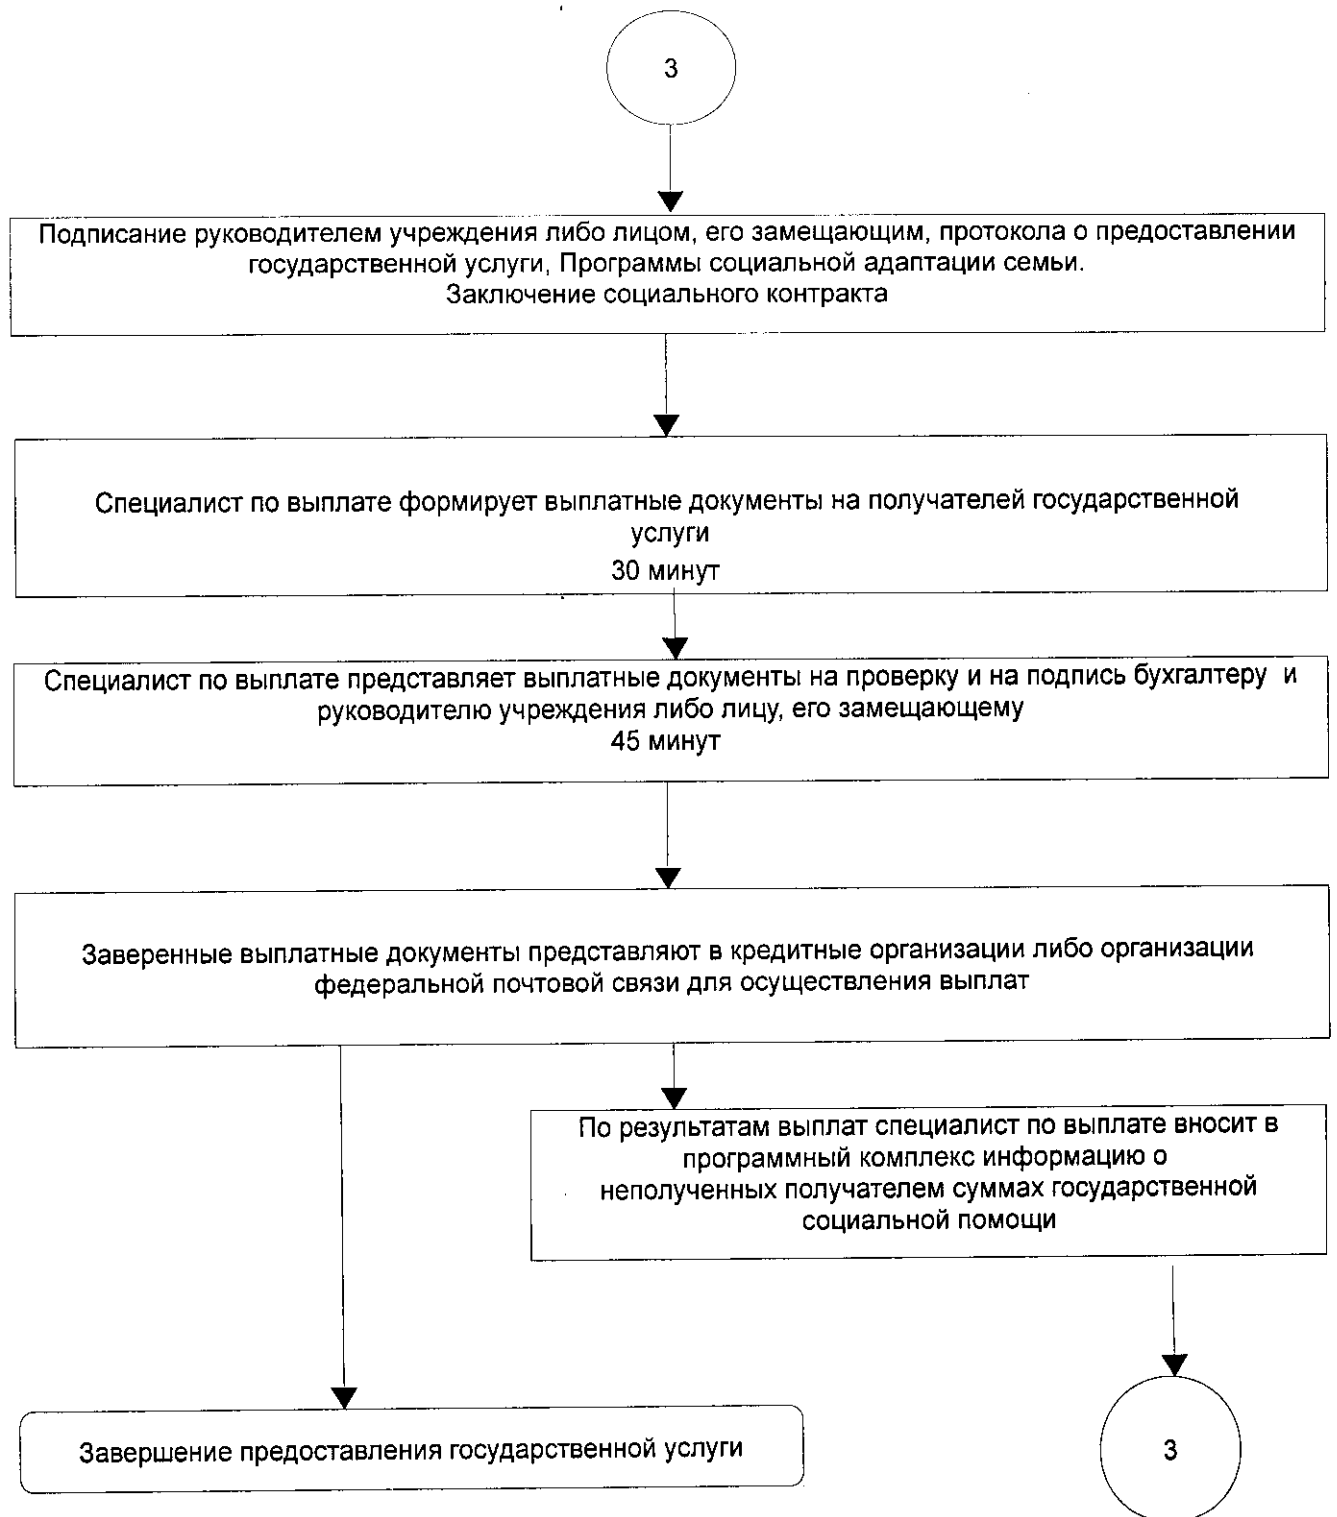 3
Подписание руководителем учреждения либо лицом, его замещающим, протокола о предоставлении
государственной услуги, Программы социальной адаптации семьи.
Заключение социального контракта
Специалист по выплате формирует выплатные документы на получателей государственной
услуги
30 минут
Специалист по выплате представляет выплатные документы на проверку и на подпись бухгалтеру и
руководителю учреждения либо лицу, его замещающему
45 минут
Заверенные выплатные документы представляют в кредитные организации либо организации
федеральной почтовой связи для осуществления выплат
По результатам выплат специалист по выплате вносит в
программный комплекс информацию о
неполученных получателем суммах государственной
социальной помощи
Завершение предоставления государственной услуги
3